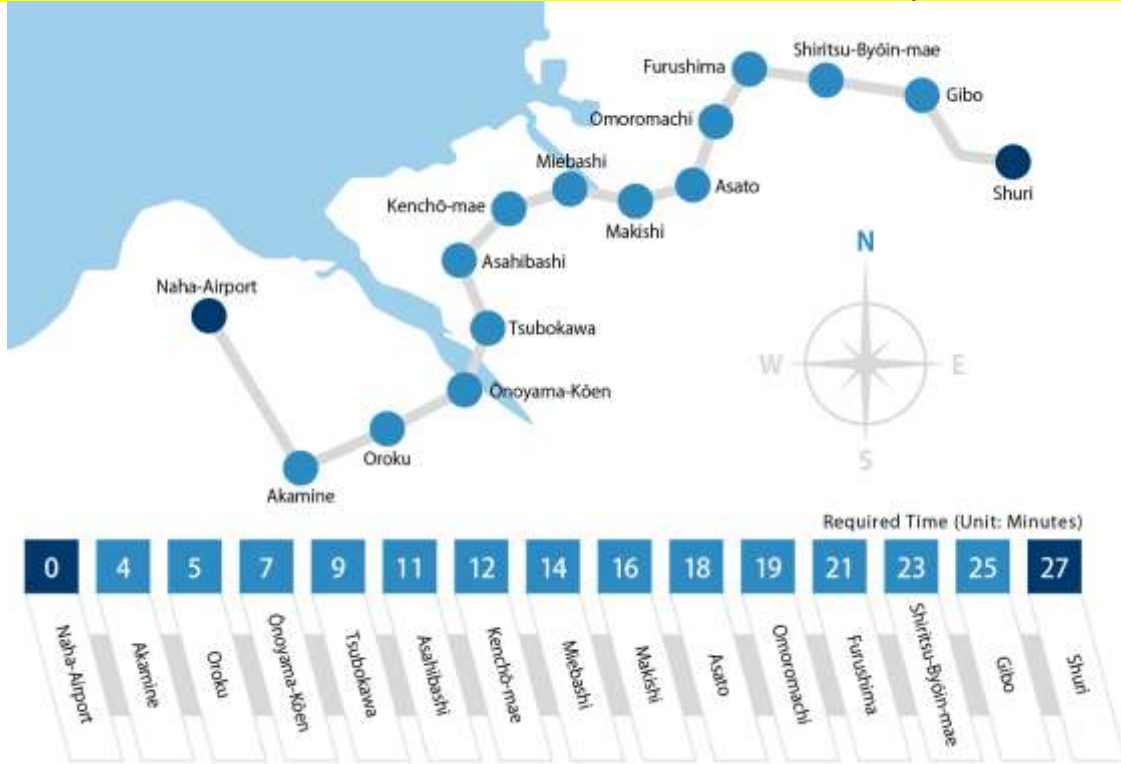 Shiritsu-Byōin-mae
Furushima
Gibo
Omoromachi
Miebashi
Asato
Shuri
Kenchō-mae
Makishi
N
Asahibashi
Naha-Airport
Tsubokawa
W
E
Ōnoyama-Kōen
Oroku
S
Akamine
Required Time (Unit: Minutes)
0 4 5 7 9 11 12 14 16 18 19 21 23 25 27
Naha-Airport
Akamine
Oroku
Ōnoyama-Kōen
Tsubokawa
Asahibashi
Kenchō-mae
Miebashi
Makishi
Asato
Omoromachi
Furushima
Shiritsu-Byōin-mae
Gibo
Shuri